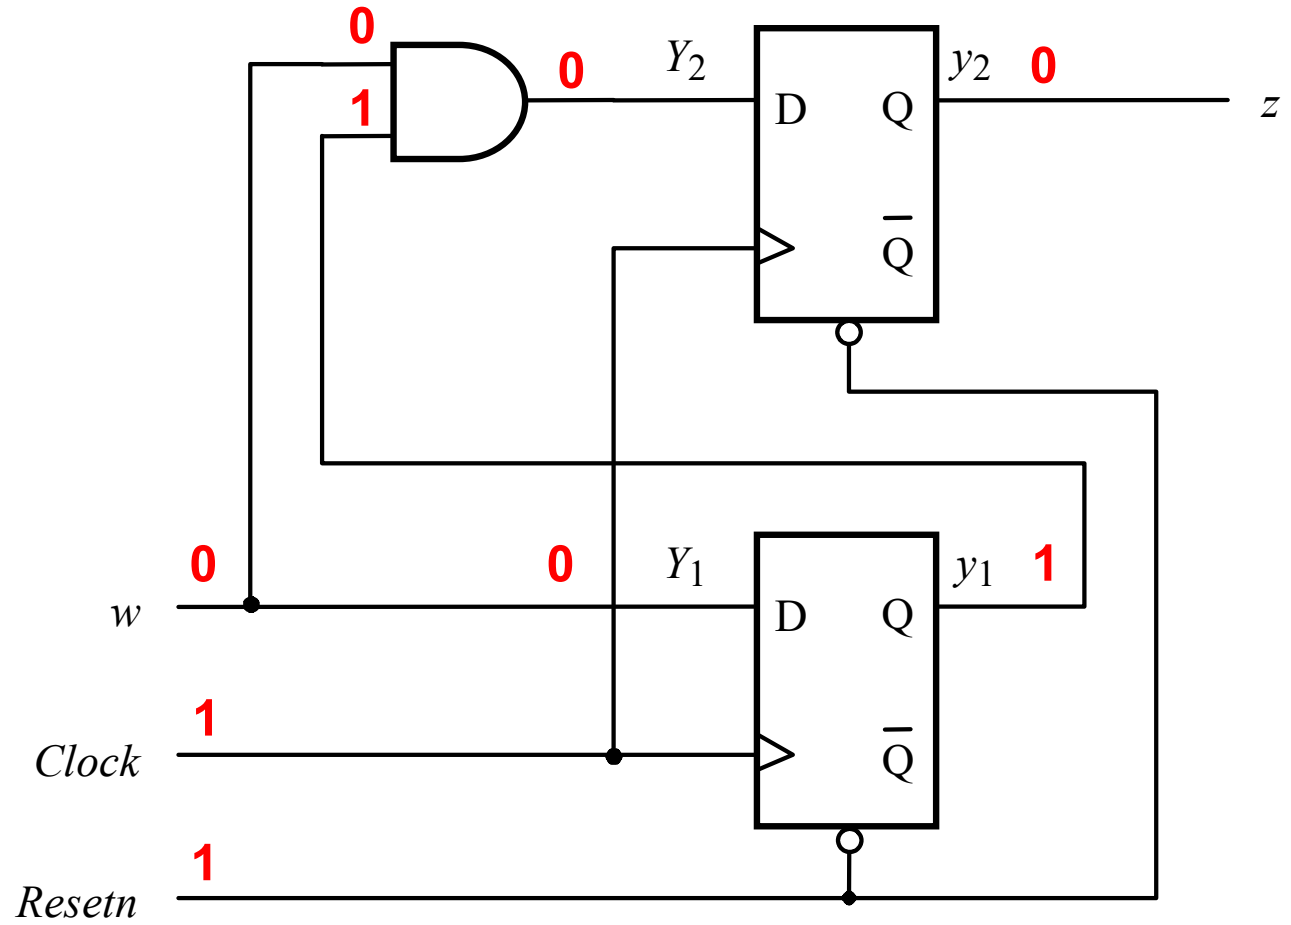 0
0 Y2 y2 0 z
1
D Q
Q̅
0 0 Y1 y1 1
w
D Q
1
Clock Q̅
1
Resetn